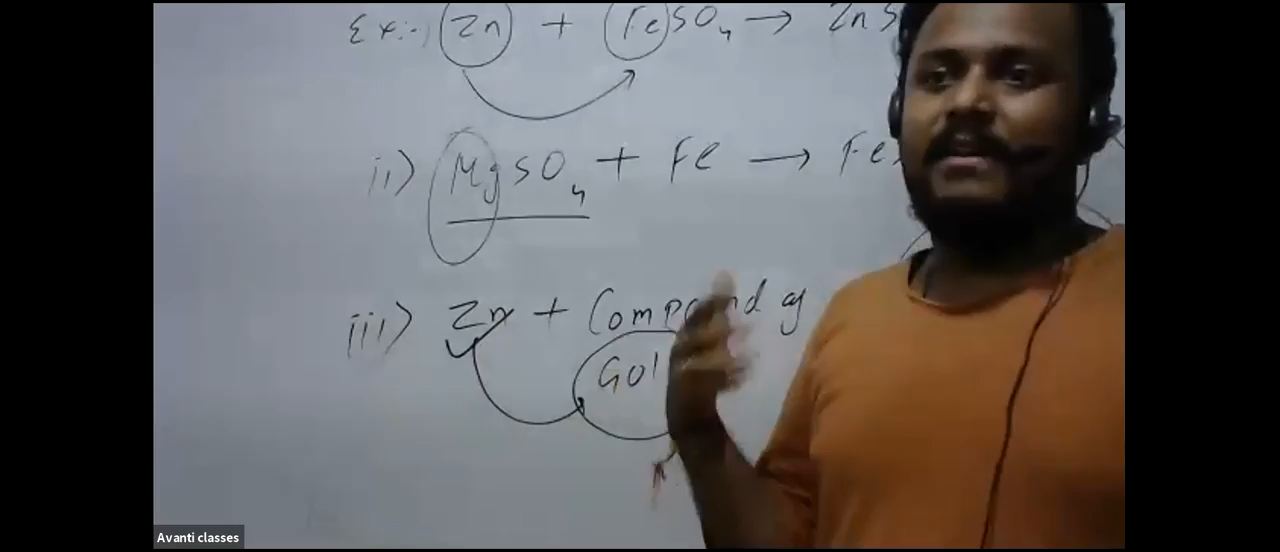 Ex:-) Zn + FeSO₄ → ZnS
ii) MgSO₄ + Fe → Fe
iii) Zn + Compound of
Gol
Avanti classes